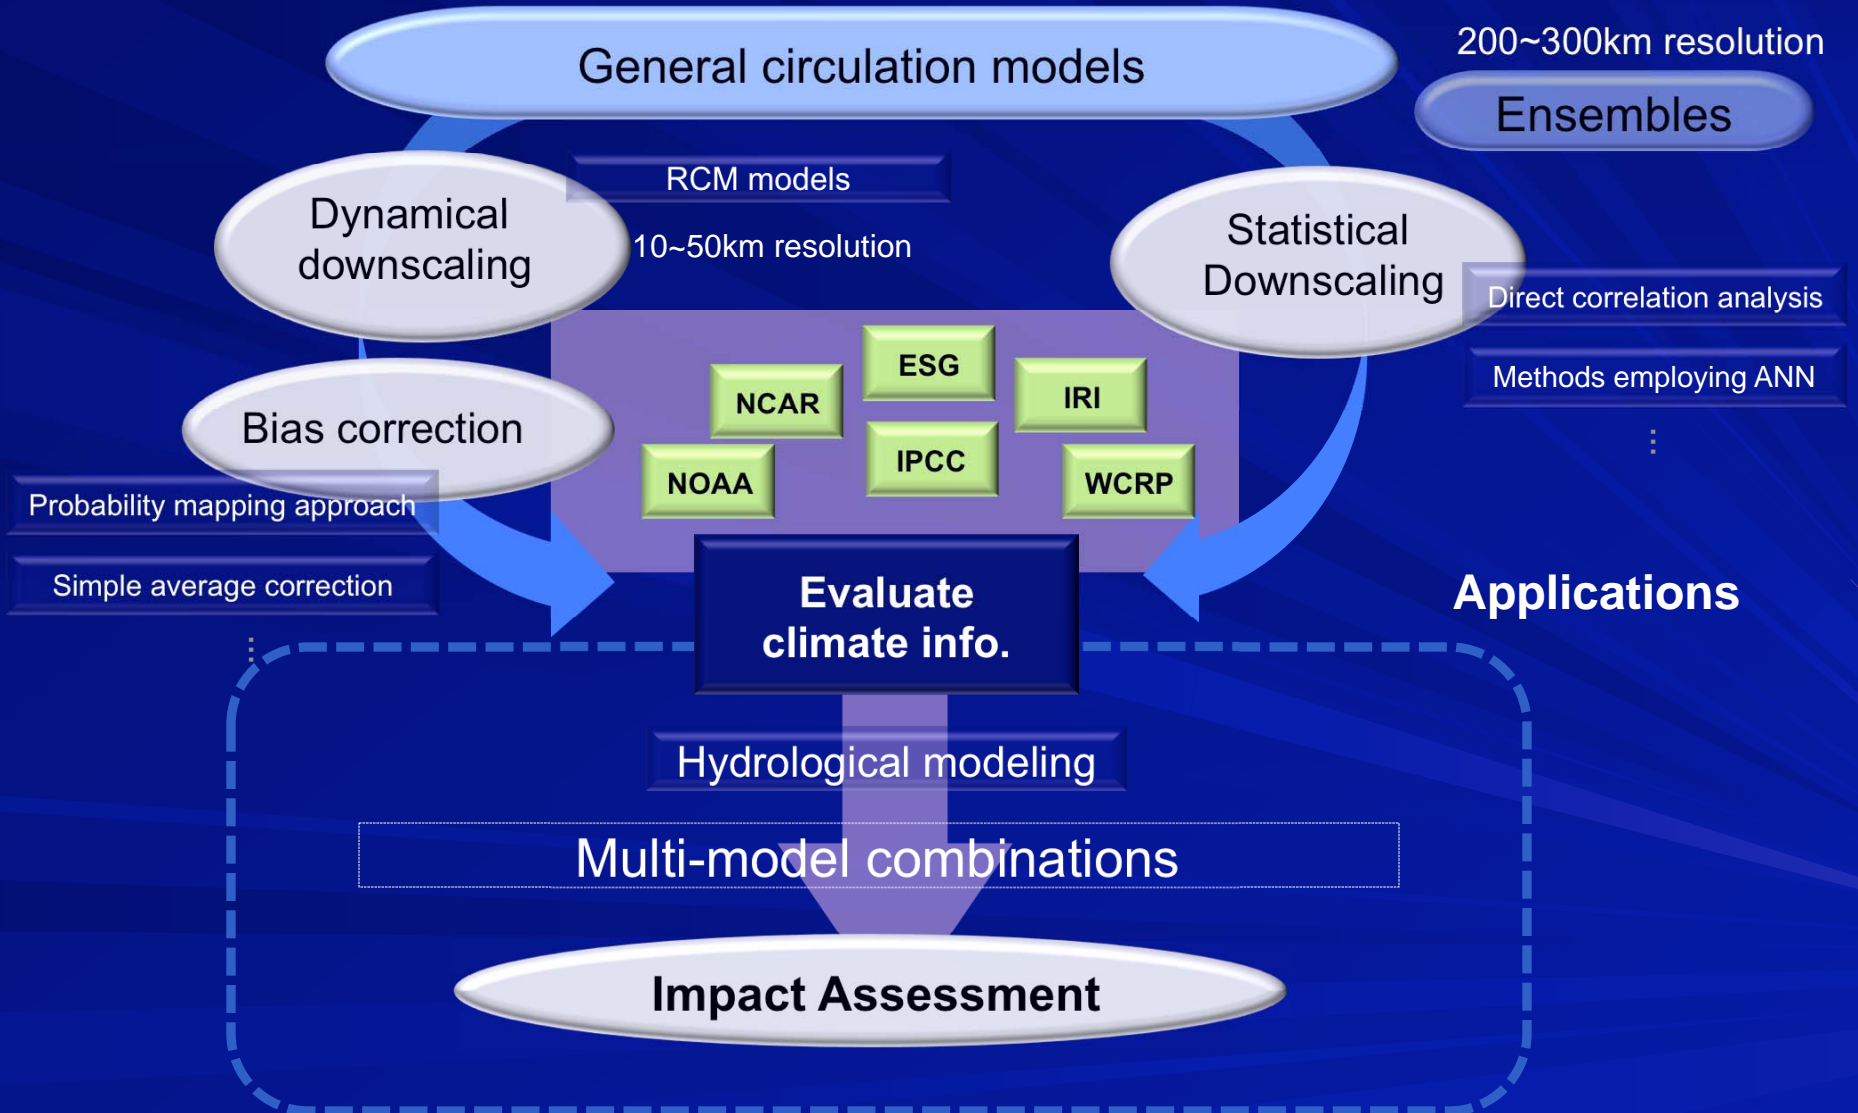 General circulation models
200~300km resolution
Ensembles
Dynamical
downscaling
RCM models
10~50km resolution
Statistical
Downscaling
Direct correlation analysis
Methods employing ANN
⋮
ESG
NCAR
IRI
IPCC
NOAA
WCRP
Bias correction
Probability mapping approach
Simple average correction
⋮
Evaluate
climate info.
Applications
Hydrological modeling
Multi-model combinations
Impact Assessment